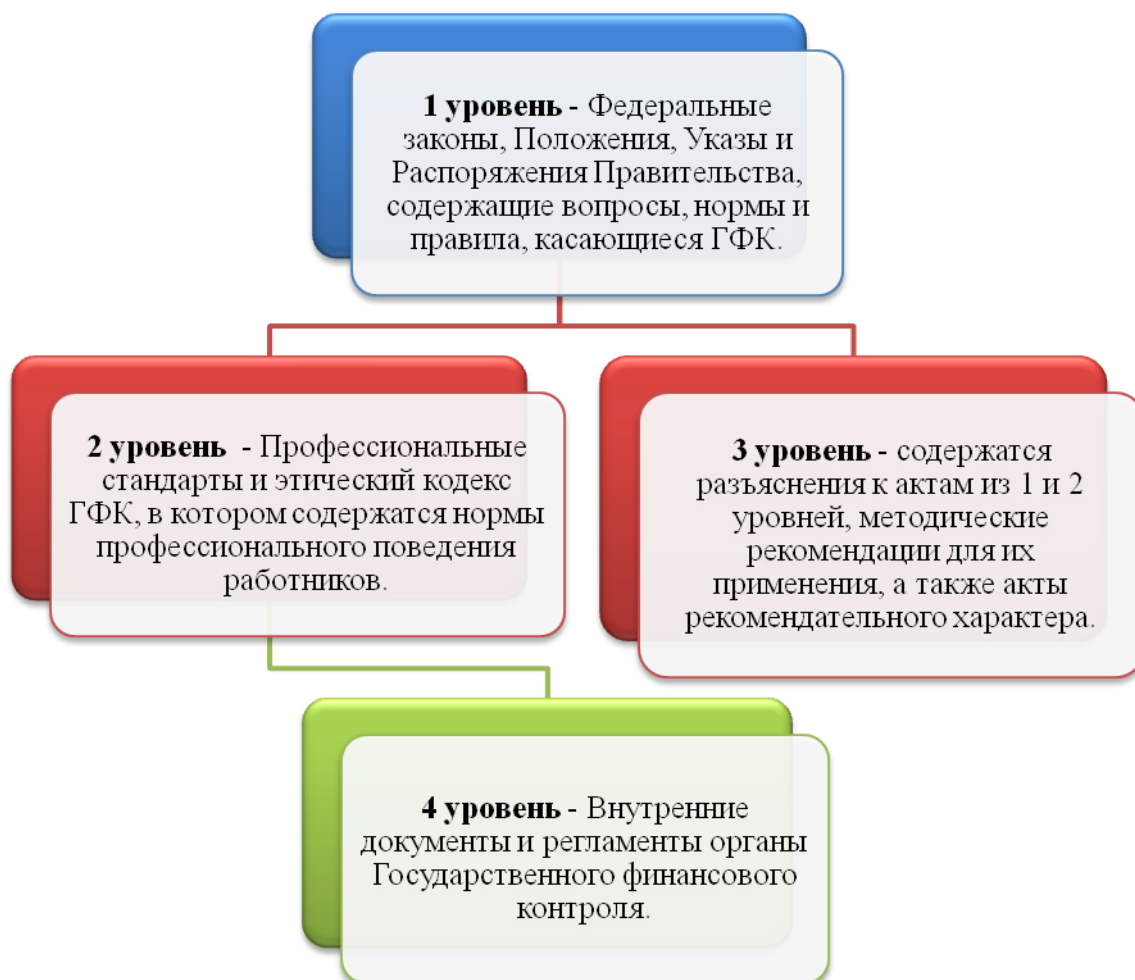 1 уровень - Федеральные
законы, Положения, Указы и
Распоряжения Правительства,
содержащие вопросы, нормы и
правила, касающиеся ГФК.
2 уровень - Профессиональные
стандарты и этический кодекс
ГФК, в котором содержатся нормы
профессионального поведения
работников.
3 уровень - содержатся
разъяснения к актам из 1 и 2
уровней, методические
рекомендации для их
применения, а также акты
рекомендательного характера.
4 уровень - Внутренние
документы и регламенты органы
Государственного финансового
контроля.